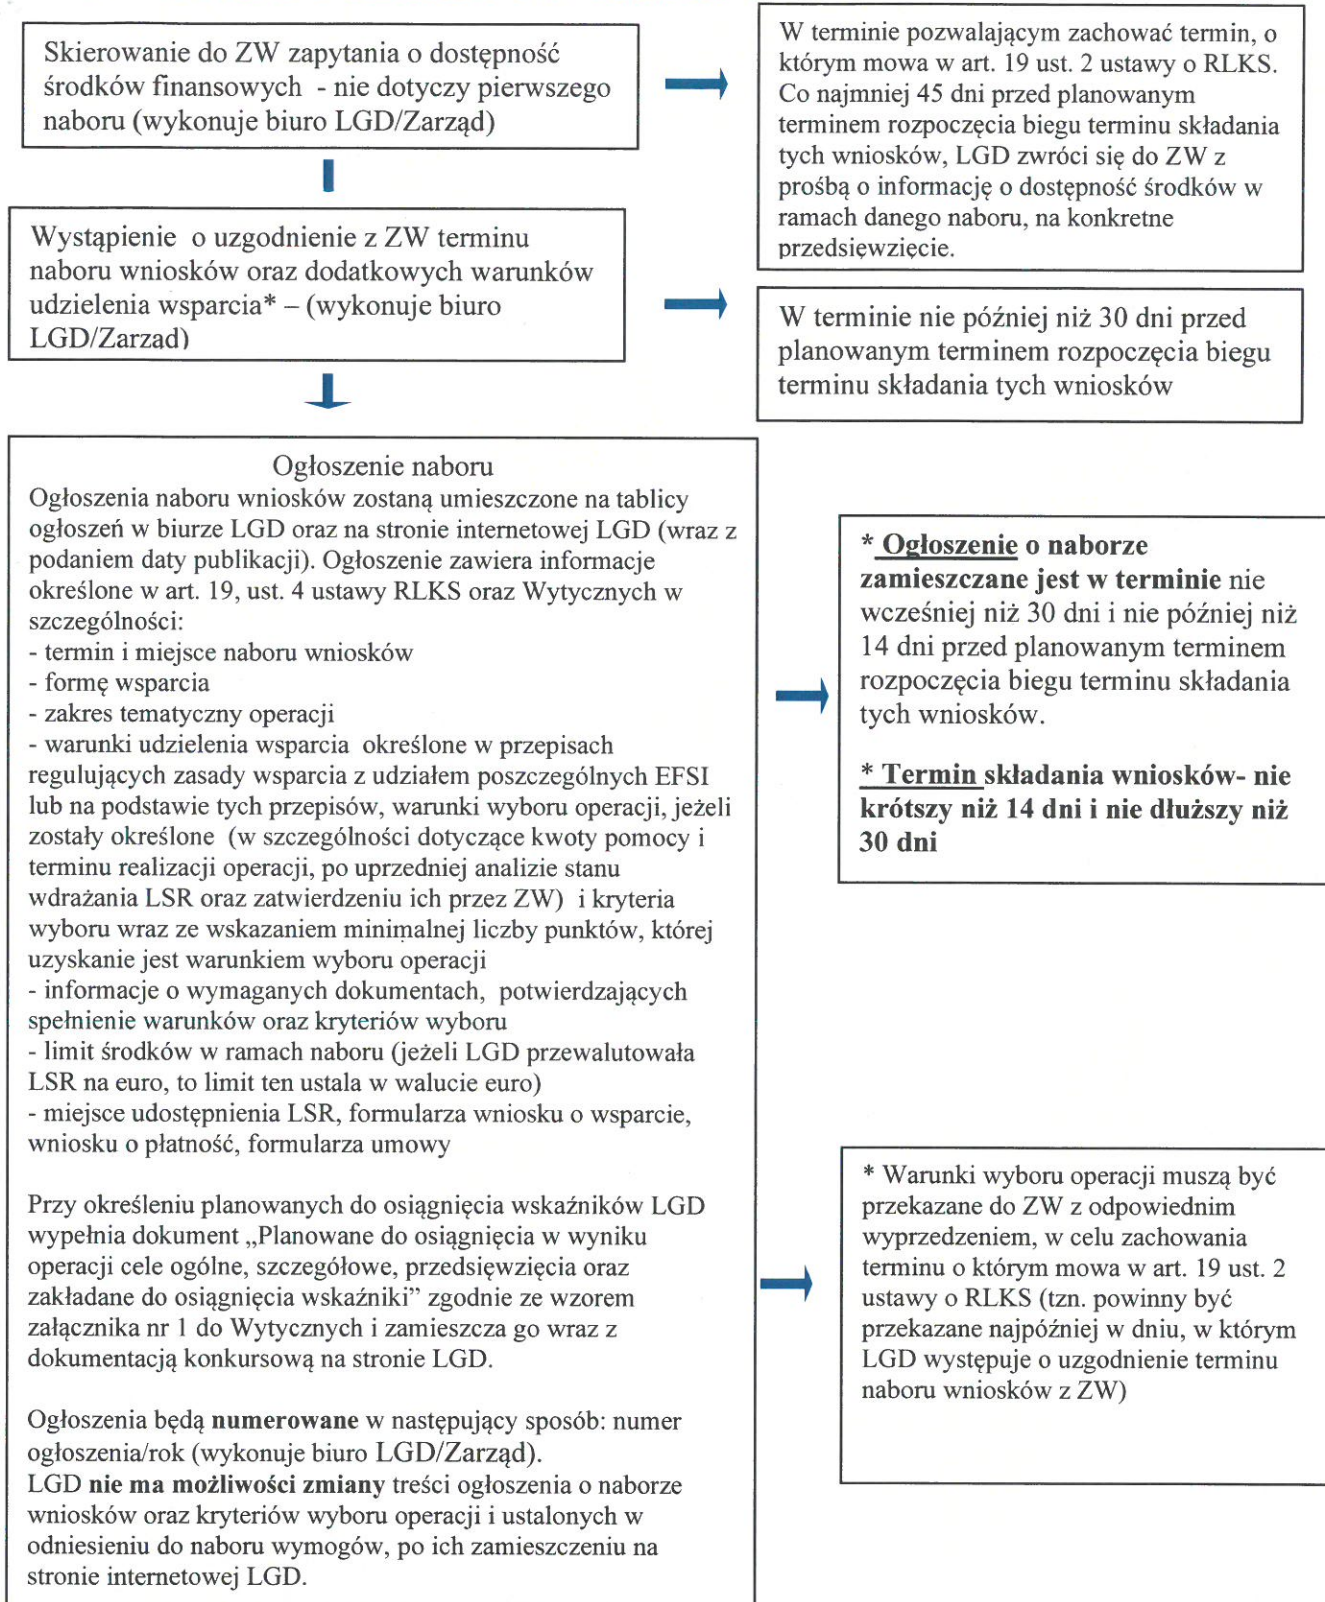 Skierowanie do ZW zapytania o dostępność
środków finansowych - nie dotyczy pierwszego
naboru (wykonuje biuro LGD/Zarząd)
W terminie pozwalającym zachować termin, o
którym mowa w art. 19 ust. 2 ustawy o RLKS.
Co najmniej 45 dni przed planowanym
terminem rozpoczęcia biegu terminu składania
tych wniosków, LGD zwróci się do ZW z
prośbą o informację o dostępność środków w
ramach danego naboru, na konkretne
przedsięwzięcie.
Wystąpienie o uzgodnienie z ZW terminu
naboru wniosków oraz dodatkowych warunków
udzielenia wsparcia* – (wykonuje biuro
LGD/Zarzad)
W terminie nie później niż 30 dni przed
planowanym terminem rozpoczęcia biegu
terminu składania tych wniosków
Ogłoszenie naboru
Ogłoszenia naboru wniosków zostaną umieszczone na tablicy
ogłoszeń w biurze LGD oraz na stronie internetowej LGD (wraz z
podaniem daty publikacji). Ogłoszenie zawiera informacje
określone w art. 19, ust. 4 ustawy RLKS oraz Wytycznych w
szczególności:
- termin i miejsce naboru wniosków
- formę wsparcia
- zakres tematyczny operacji
- warunki udzielenia wsparcia określone w przepisach
regulujących zasady wsparcia z udziałem poszczególnych EFSI
lub na podstawie tych przepisów, warunki wyboru operacji, jeżeli
zostały określone (w szczególności dotyczące kwoty pomocy i
terminu realizacji operacji, po uprzedniej analizie stanu
wdrażania LSR oraz zatwierdzeniu ich przez ZW) i kryteria
wyboru wraz ze wskazaniem minimalnej liczby punktów, której
uzyskanie jest warunkiem wyboru operacji
- informacje o wymaganych dokumentach, potwierdzających
spełnienie warunków oraz kryteriów wyboru
- limit środków w ramach naboru (jeżeli LGD przewalutowała
LSR na euro, to limit ten ustala w walucie euro)
- miejsce udostępnienia LSR, formularza wniosku o wsparcie,
wniosku o płatność, formularza umowy
Przy określeniu planowanych do osiągnięcia wskaźników LGD
wypełnia dokument „Planowane do osiągnięcia w wyniku
operacji cele ogólne, szczegółowe, przedsięwzięcia oraz
zakładane do osiągnięcia wskaźniki” zgodnie ze wzorem
załącznika nr 1 do Wytycznych i zamieszcza go wraz z
dokumentacją konkursową na stronie LGD.
Ogłoszenia będą numerowane w następujący sposób: numer
ogłoszenia/rok (wykonuje biuro LGD/Zarząd).
LGD nie ma możliwości zmiany treści ogłoszenia o naborze
wniosków oraz kryteriów wyboru operacji i ustalonych w
odniesieniu do naboru wymogów, po ich zamieszczeniu na
stronie internetowej LGD.
* Ogłoszenie o naborze
zamieszczane jest w terminie nie
wcześniej niż 30 dni i nie później niż
14 dni przed planowanym terminem
rozpoczęcia biegu terminu składania
tych wniosków.
* Termin składania wniosków- nie
krótszy niż 14 dni i nie dłuższy niż
30 dni
* Warunki wyboru operacji muszą być
przekazane do ZW z odpowiednim
wyprzedzeniem, w celu zachowania
terminu o którym mowa w art. 19 ust. 2
ustawy o RLKS (tzn. powinny być
przekazane najpóźniej w dniu, w którym
LGD występuje o uzgodnienie terminu
naboru wniosków z ZW)